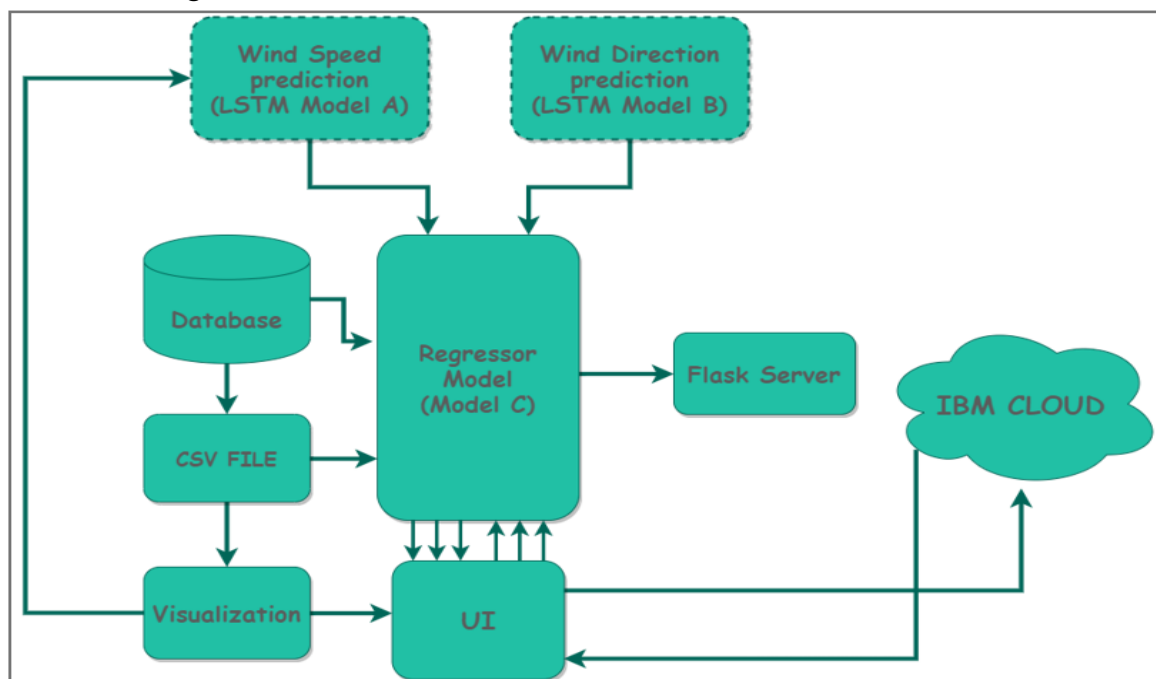 Wind Speed
prediction
(LSTM Model A)
Wind Direction
prediction
(LSTM Model B)
Database
Regressor
Model
(Model C)
Flask Server
IBM CLOUD
CSV FILE
Visualization
UI